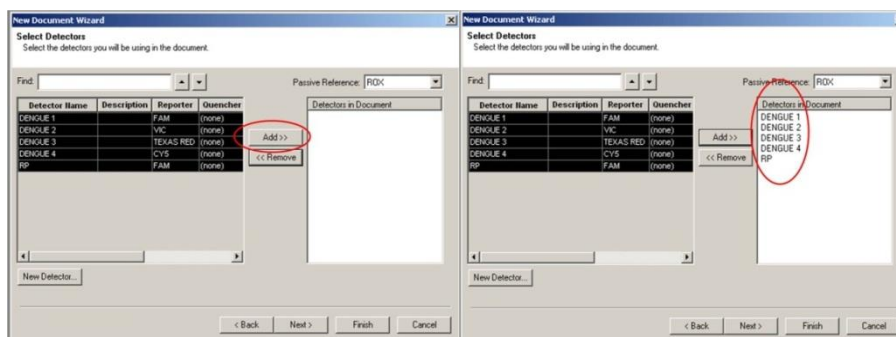 New Document Wizard
Select Detectors
Select the detectors you will be using in the document.
Find:
Passive Reference: ROX
Detector Name Description Reporter Quencher
DENGUE 1 FAM (none)
DENGUE 2 VIC (none)
DENGUE 3 TEXAS RED (none)
DENGUE 4 CY5 (none)
RP FAM (none)
Add >>
<< Remove
Detectors in Document
New Detector...
< Back Next > Finish Cancel
New Document Wizard
Select Detectors
Select the detectors you will be using in the document.
Find:
Passive Reference: ROX
Detector Name Description Reporter Quencher
DENGUE 1 FAM (none)
DENGUE 2 VIC (none)
DENGUE 3 TEXAS RED (none)
DENGUE 4 CY5 (none)
RP FAM (none)
Add >>
<< Remove
Detectors in Document
DENGUE 1
DENGUE 2
DENGUE 3
DENGUE 4
RP
New Detector...
< Back Next > Finish Cancel